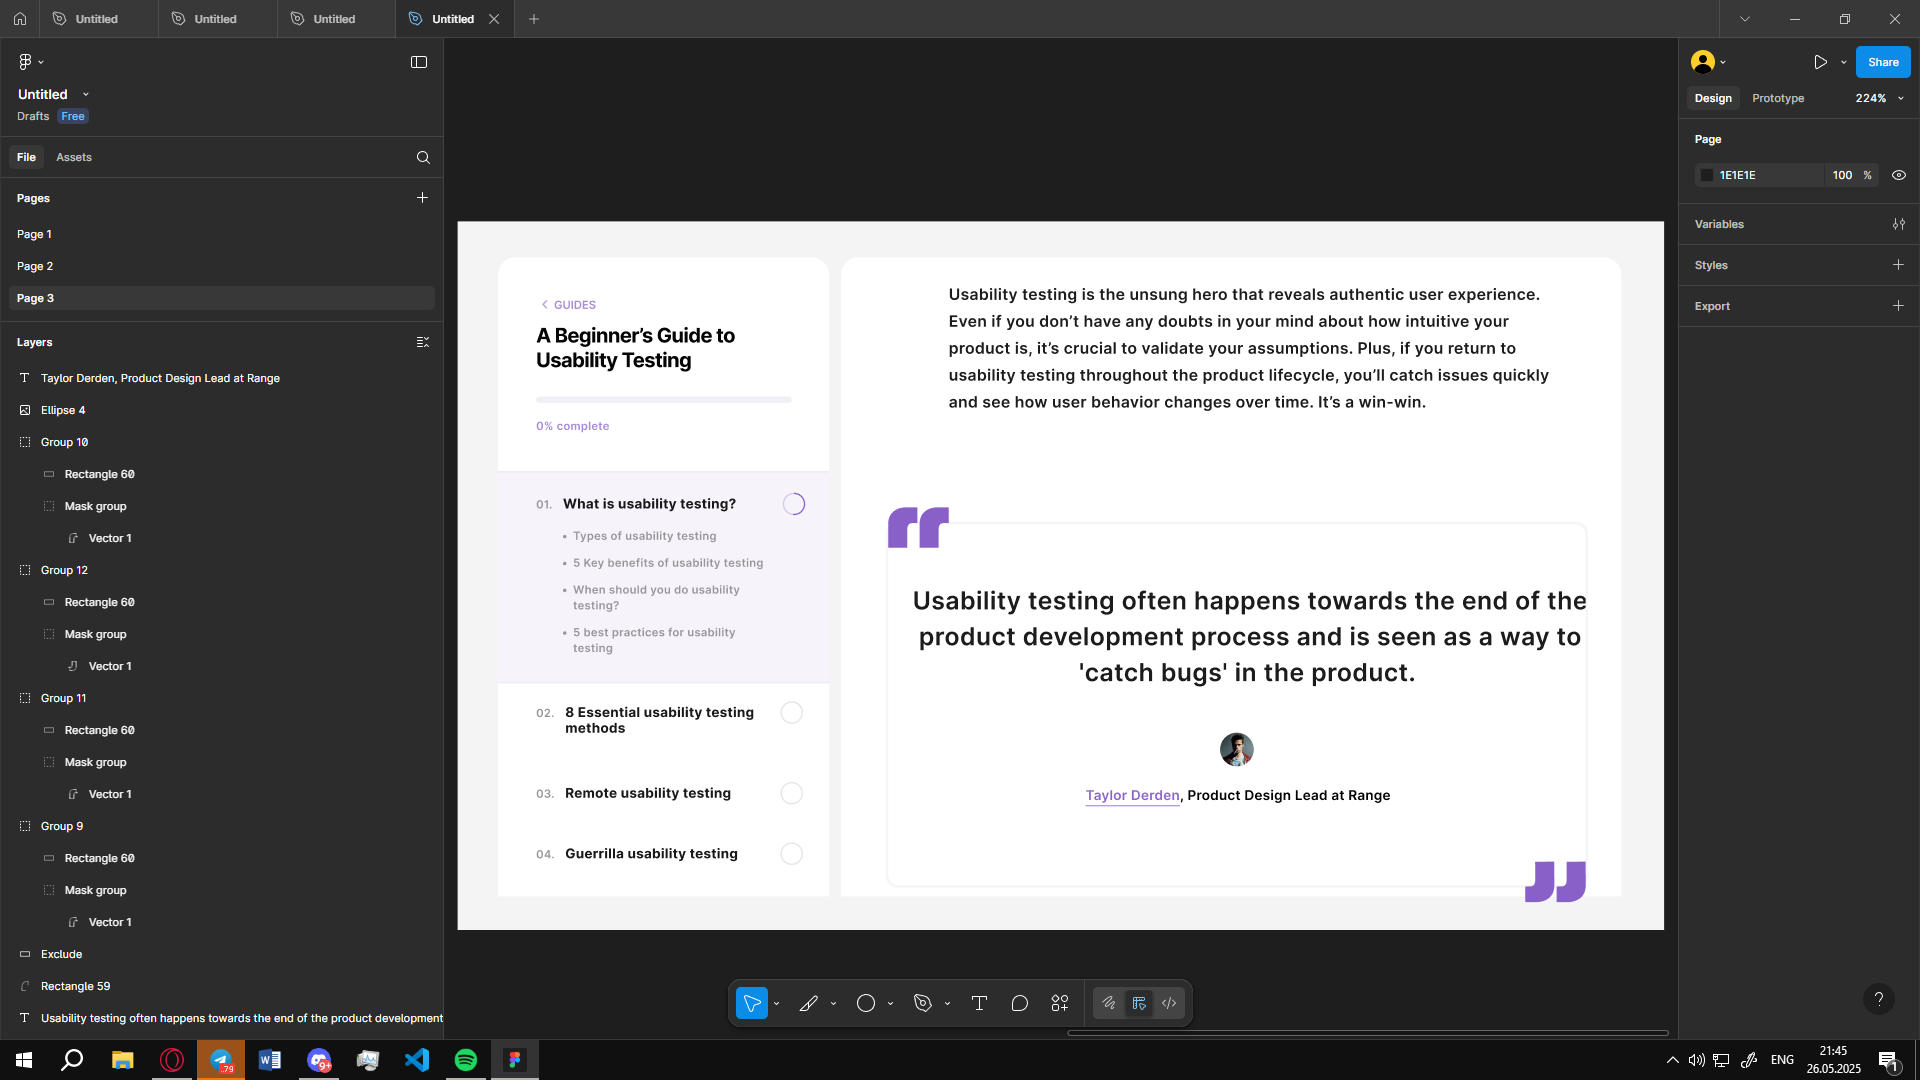 Untitled
Untitled
Untitled
Untitled
Untitled
Drafts
Free
File
Assets
Pages
Page 1
Page 2
Page 3
Layers
Taylor Derden, Product Design Lead at Range
Ellipse 4
Group 10
Rectangle 60
Mask group
Vector 1
Group 12
Rectangle 60
Mask group
Vector 1
Group 11
Rectangle 60
Mask group
Vector 1
Group 9
Rectangle 60
Mask group
Vector 1
Exclude
Rectangle 59
Usability testing often happens towards the end of the product development
GUIDES
A Beginner’s Guide to
Usability Testing
0% complete
01. What is usability testing?
• Types of usability testing
• 5 Key benefits of usability testing
• When should you do usability
testing?
• 5 best practices for usability
testing
02. 8 Essential usability testing
methods
03. Remote usability testing
04. Guerrilla usability testing
Usability testing is the unsung hero that reveals authentic user experience.
Even if you don’t have any doubts in your mind about how intuitive your
product is, it’s crucial to validate your assumptions. Plus, if you return to
usability testing throughout the product lifecycle, you’ll catch issues quickly
and see how user behavior changes over time. It’s a win-win.
Usability testing often happens towards the end of the
product development process and is seen as a way to
'catch bugs' in the product.
Taylor Derden, Product Design Lead at Range
Share
Design
Prototype
224%
Page
1E1E1E
100 %
Variables
Styles
Export
?
79
9+
ENG
21:45
26.05.2025
1